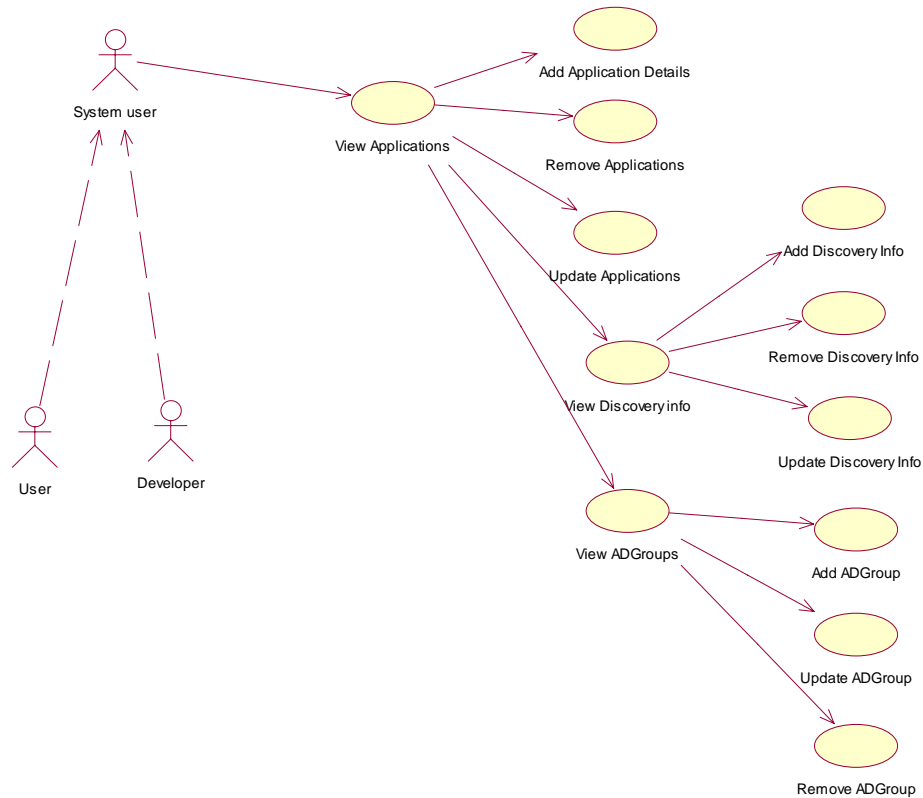 Add Application Details
System user
View Applications
Remove Applications
Add Discovery Info
Update Applications
Remove Discovery Info
View Discovery info
Update Discovery Info
Developer
User
View ADGroups
Add ADGroup
Update ADGroup
Remove ADGroup